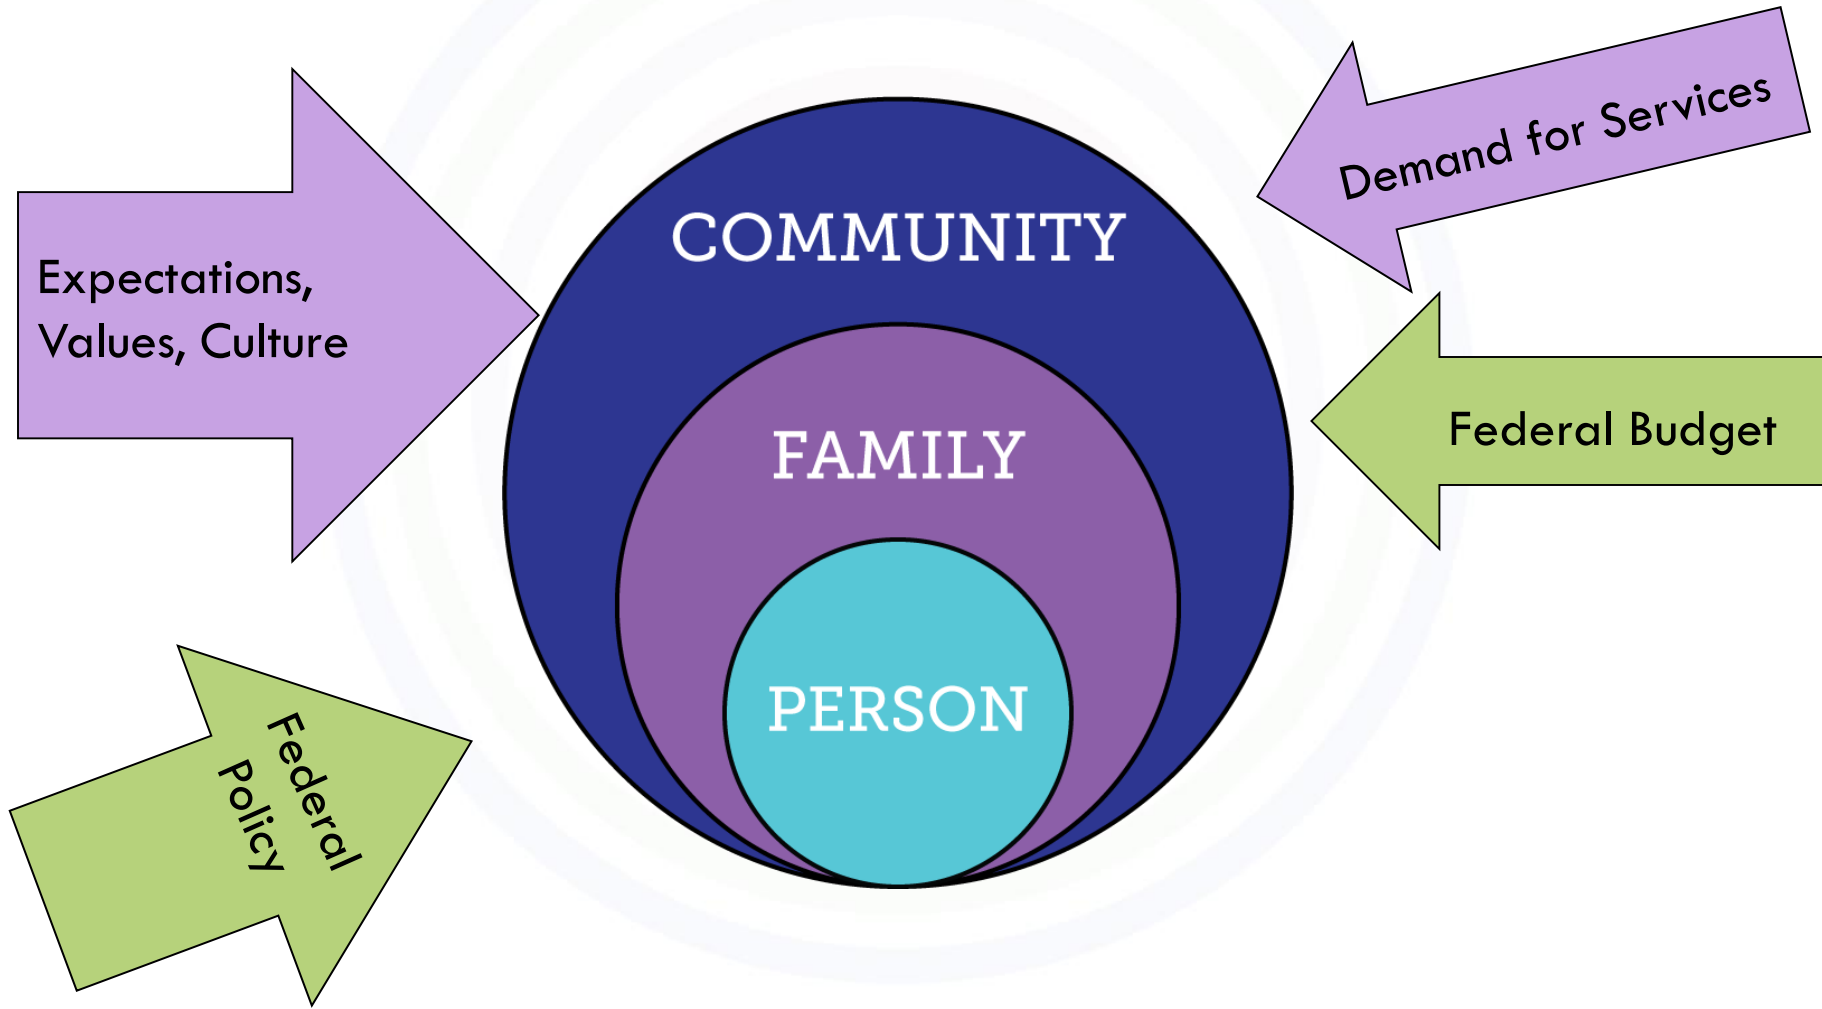 Expectations,
Values, Culture
Demand for Services
COMMUNITY
Federal Budget
FAMILY
PERSON
Federal
Policy